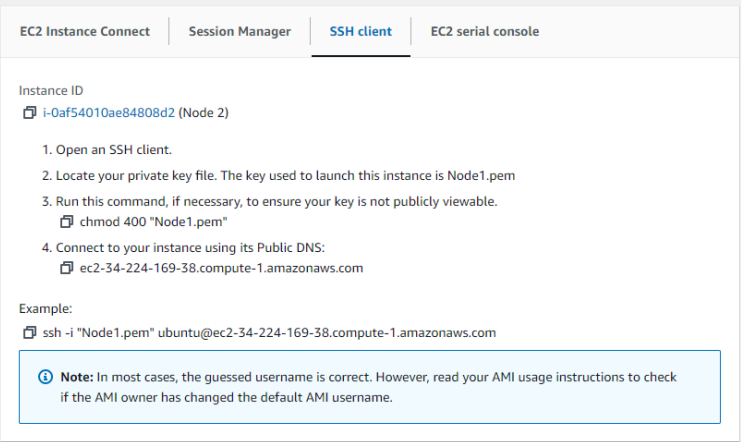 EC2 Instance Connect
Session Manager
SSH client
EC2 serial console
Instance ID
i-0af54010ae84808d2 (Node 2)
1. Open an SSH client.
2. Locate your private key file. The key used to launch this instance is Node1.pem
3. Run this command, if necessary, to ensure your key is not publicly viewable.
chmod 400 "Node1.pem"
4. Connect to your instance using its Public DNS:
ec2-34-224-169-38.compute-1.amazonaws.com
Example:
ssh -i "Node1.pem" ubuntu@ec2-34-224-169-38.compute-1.amazonaws.com
Note: In most cases, the guessed username is correct. However, read your AMI usage instructions to check
if the AMI owner has changed the default AMI username.